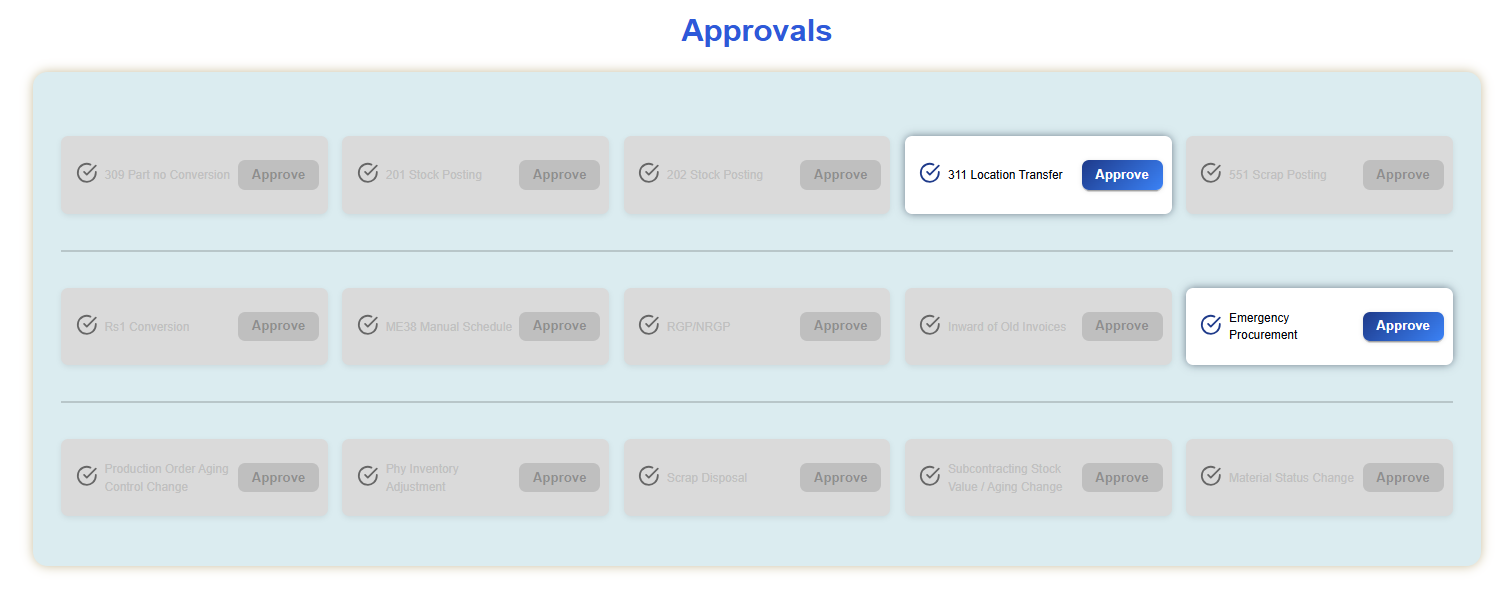 Approvals
309 Part no Conversion Approve
201 Stock Posting Approve
202 Stock Posting Approve
311 Location Transfer Approve
551 Scrap Posting Approve
Rs1 Conversion Approve
ME38 Manual Schedule Approve
RGP/NRGP Approve
Inward of Old Invoices Approve
Emergency
Procurement
Approve
Production Order Aging
Control Change
Approve
Phy Inventory
Adjustment
Approve
Scrap Disposal Approve
Subcontracting Stock
Value / Aging Change
Approve
Material Status Change Approve